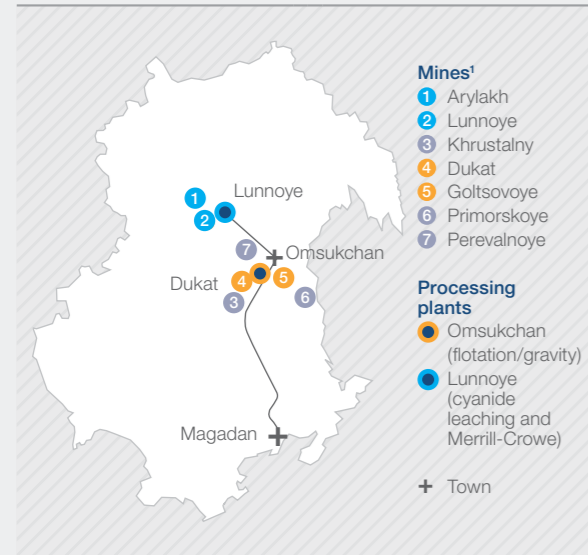 Lunnoye
1
2
7
Omsukchan
Dukat
4
5
3
6
Magadan
Mines¹
1 Arylakh
2 Lunnoye
3 Khrustalny
4 Dukat
5 Goltsovoye
6 Primorskoye
7 Perevalnoye
Processing
plants
Omsukchan
(flotation/gravity)
Lunnoye
(cyanide
leaching and
Merrill-Crowe)
+ Town